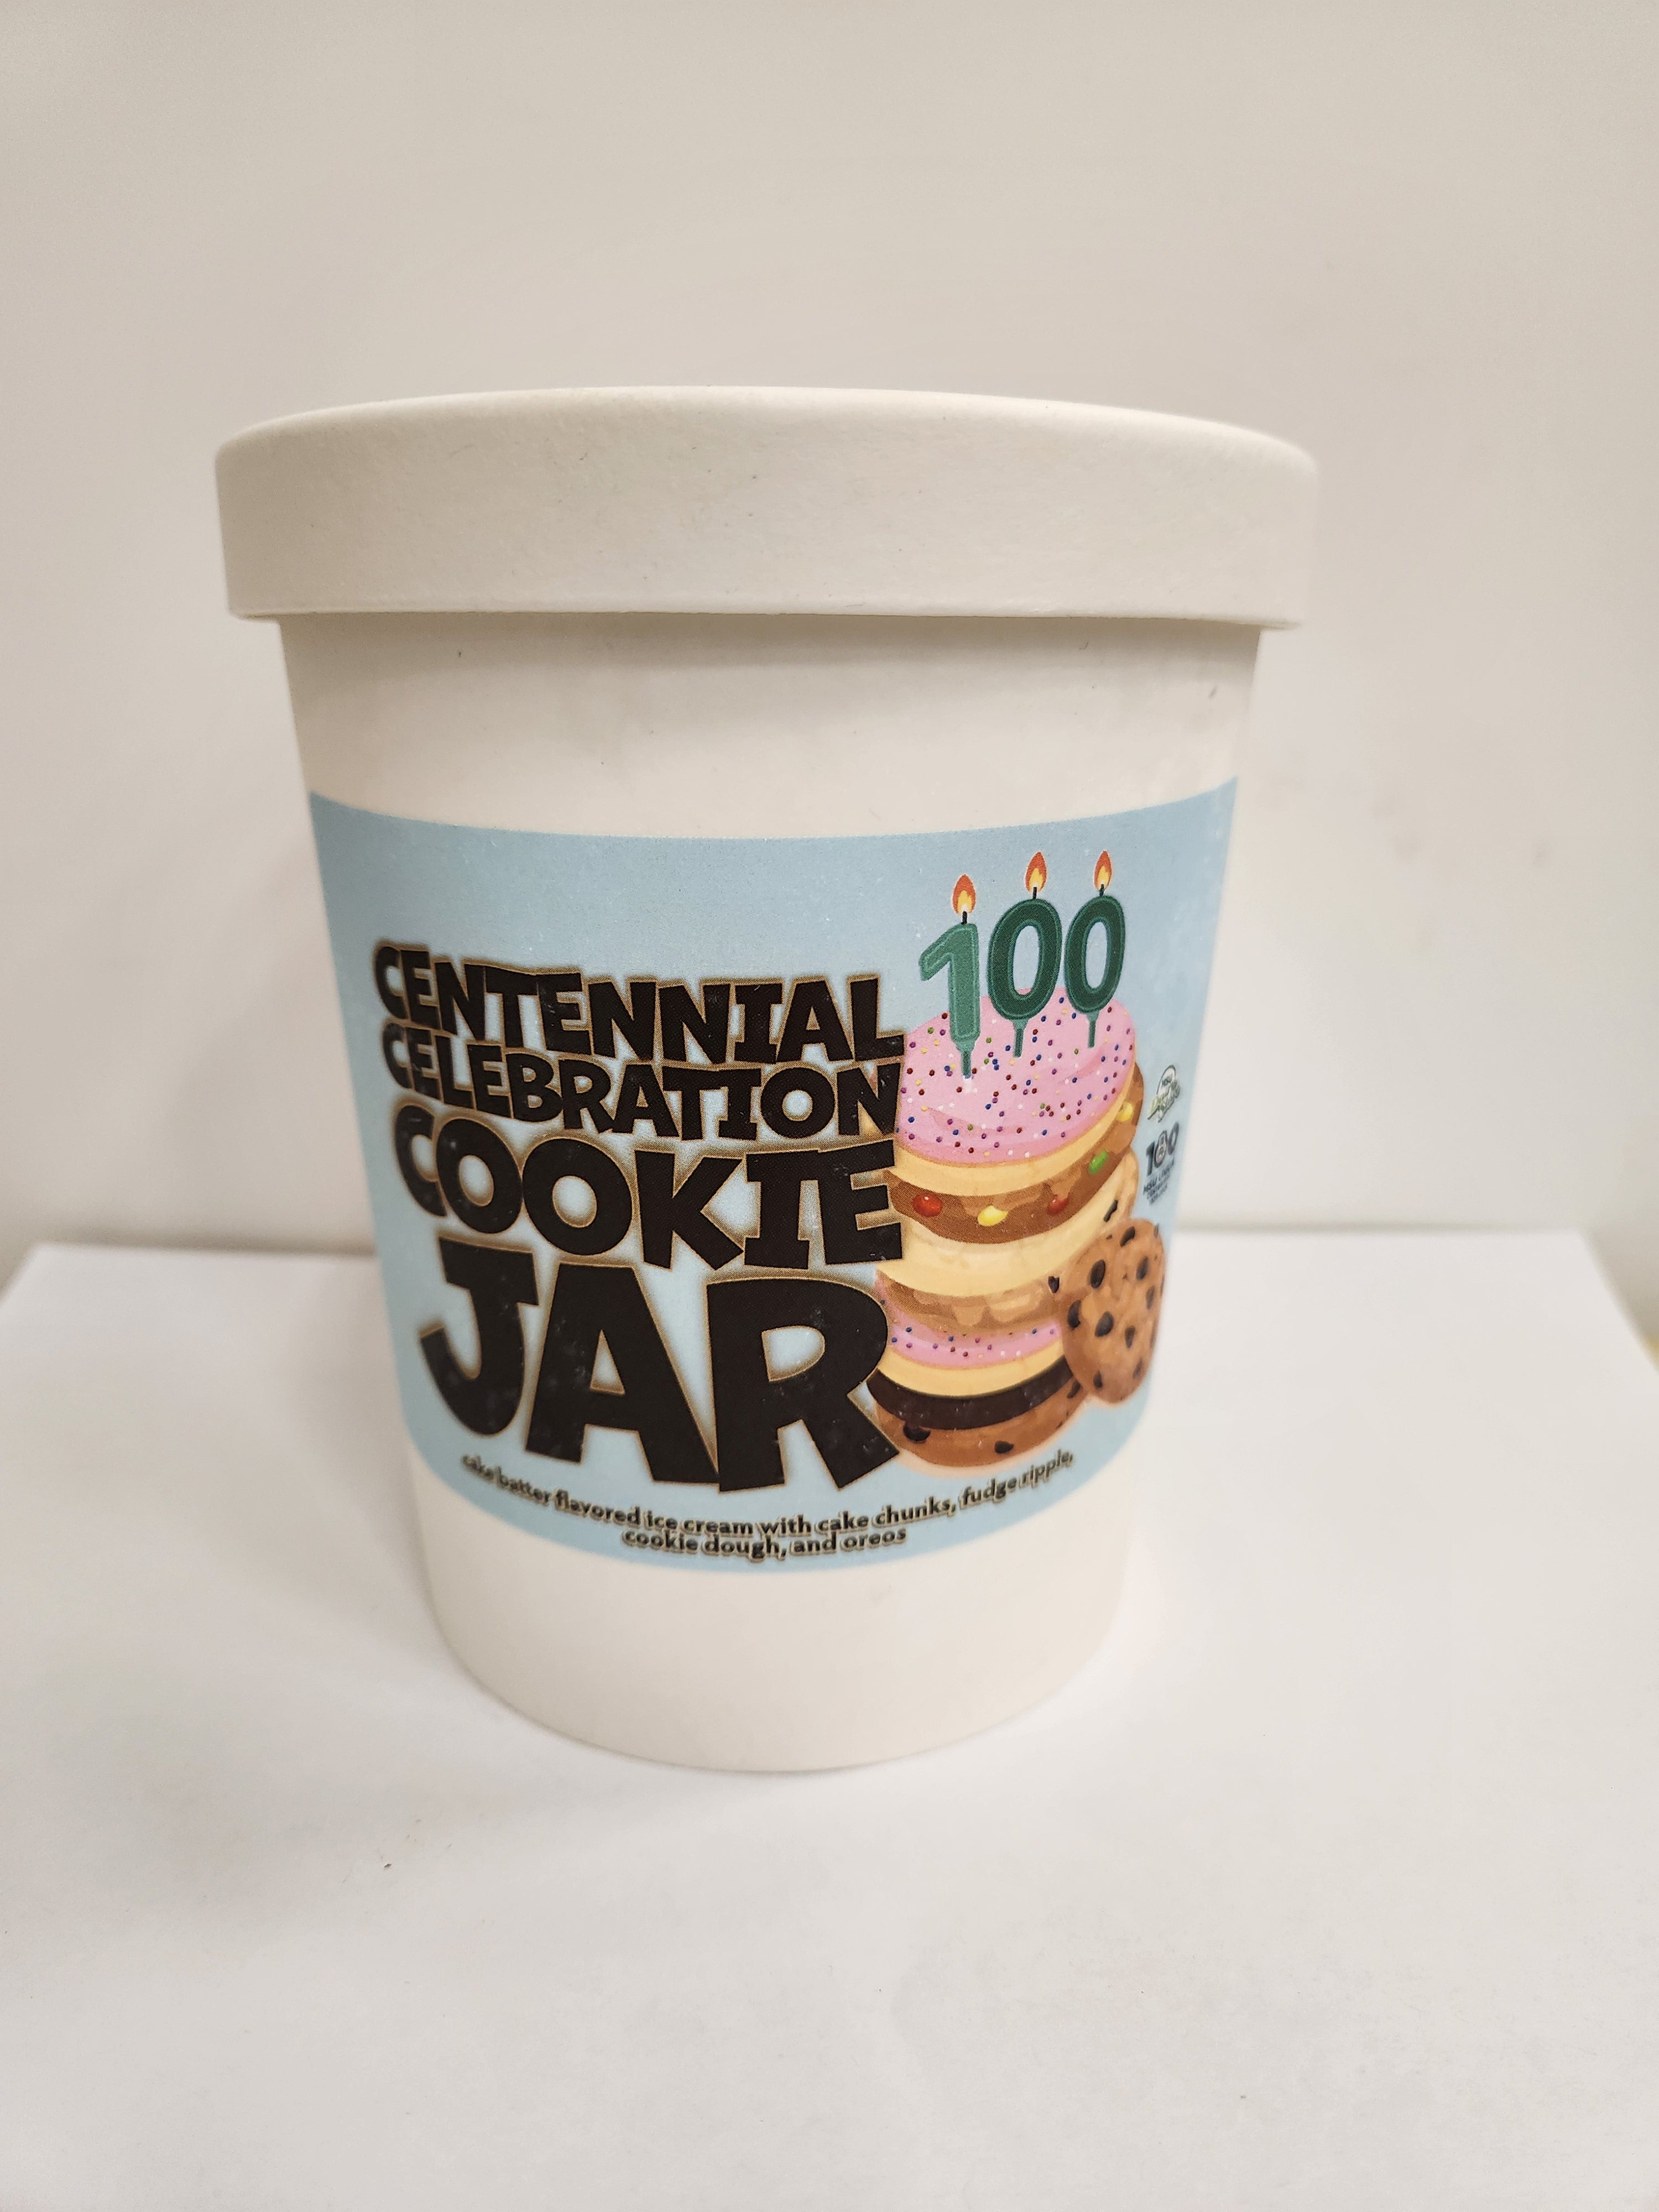 CENTENNIAL
CELEBRATION
COOKIE
JAR
100
100
cake batter flavored ice cream with cake chunks, fudge ripple,
cookie dough, and oreos